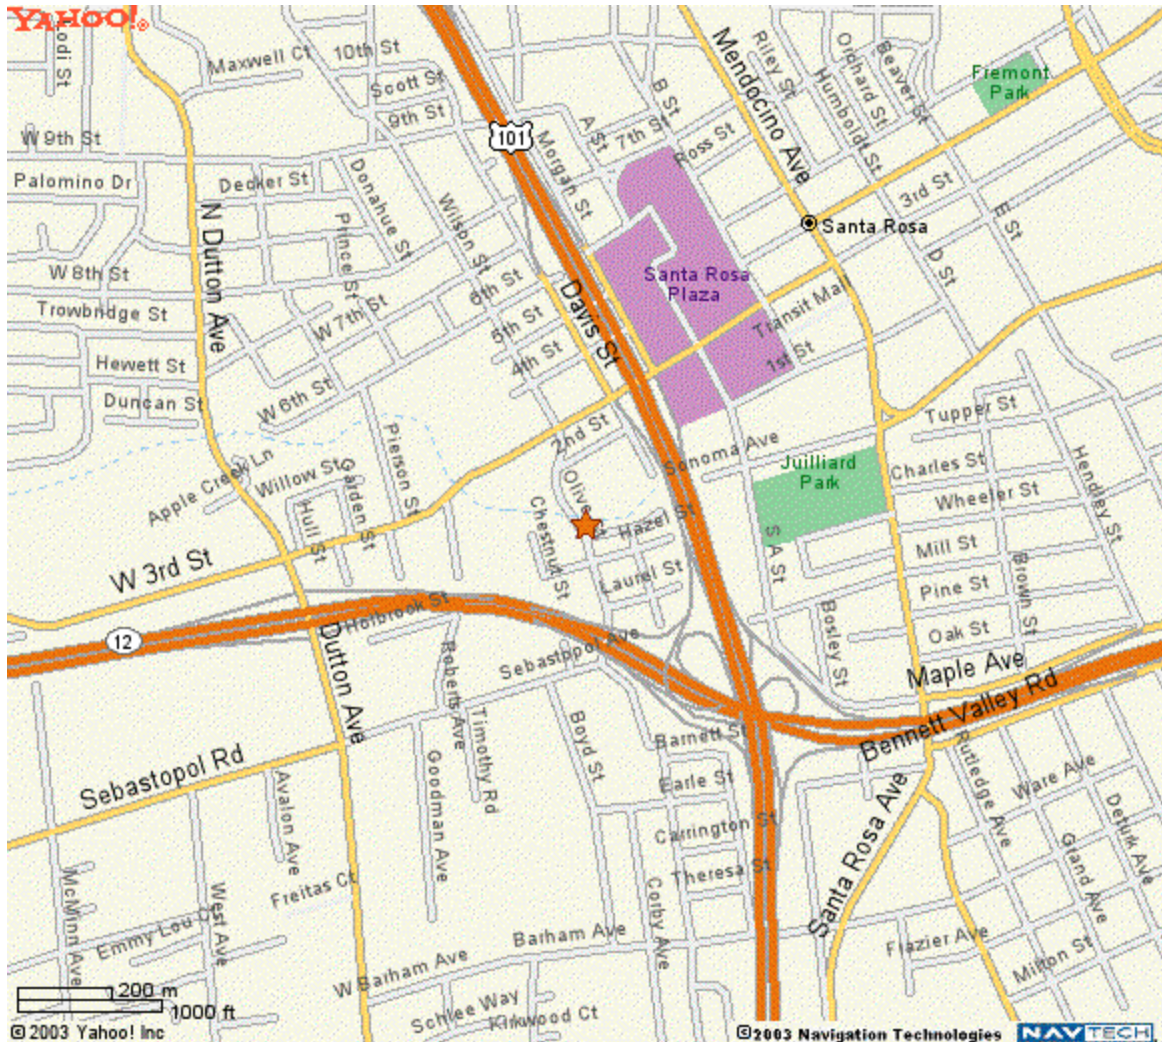 YAHOO!®
Lodi St
Maxwell Ct
10th St
Scott St
9th St
W 9th St
Palomino Dr
Decker St
Donahue St
Wilson St
Prince St
N Dutton Ave
W 8th St
Trowbridge St
W 7th St
Hewett St
Duncan St
W 6th St
6th St
5th St
4th St
Davis St
101
Morgan St
A St
B St
7th St
Ross St
Mendocino Ave
Riley St
Humboldt St
Orchard St
Beaver St
Fremont
Park
3rd St
Santa Rosa
E St
D St
Santa Rosa
Plaza
Transit Mall
1st St
2nd St
Sonoma Ave
Juilliard
Park
Tupper St
Charles St
Wheeler St
Hendley St
Mill St
Pine St
Brown St
Oak St
Bosley St
S A St
Maple Ave
Bennett Valley Rd
Apple Creek Ln
Willow St
Garden St
Hull St
Pierson St
W 3rd St
Olive St
Chestnut St
Hazel St
Laurel St
12
Holbrook St
Dutton Ave
Roberts Ave
Sebastopol Ave
Timothy Rd
Goodman Ave
Boyd St
Barnett St
Earle St
Carrington St
Theresa St
Sebastopol Rd
Avalon Ave
Freitas Ct
McMinn Ave
West Ave
Emmy Lou Ct
W Barham Ave
Barham Ave
Corby Ave
Schlee Way
Kirkwood Ct
Santa Rosa Ave
Rutledge Ave
Ware Ave
Deturk Ave
Grand Ave
Frazier Ave
Milton St
200 m
1000 ft
©2003 Yahoo! Inc
©2003 Navigation Technologies
NAVTECH